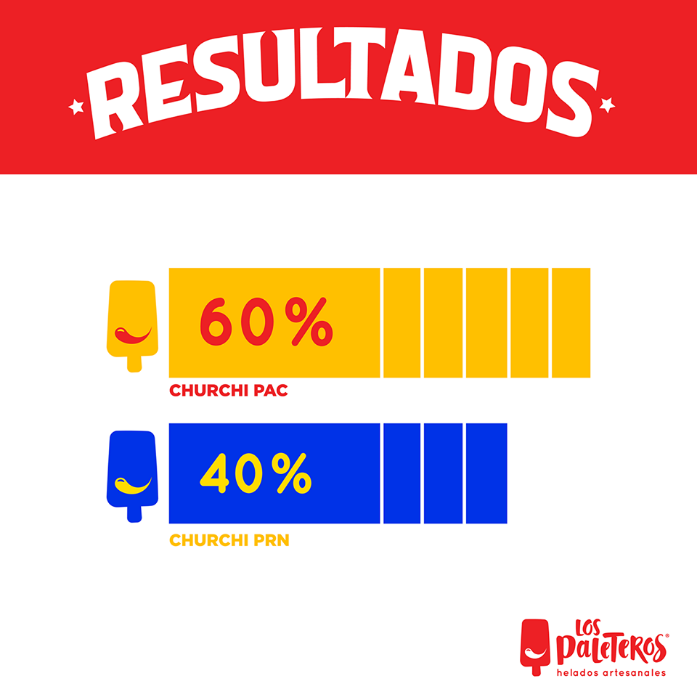 RESULTADOS
60%
CHURCHI PAC
40%
CHURCHI PRN
LOS
PALETEROS®
helados artesanales